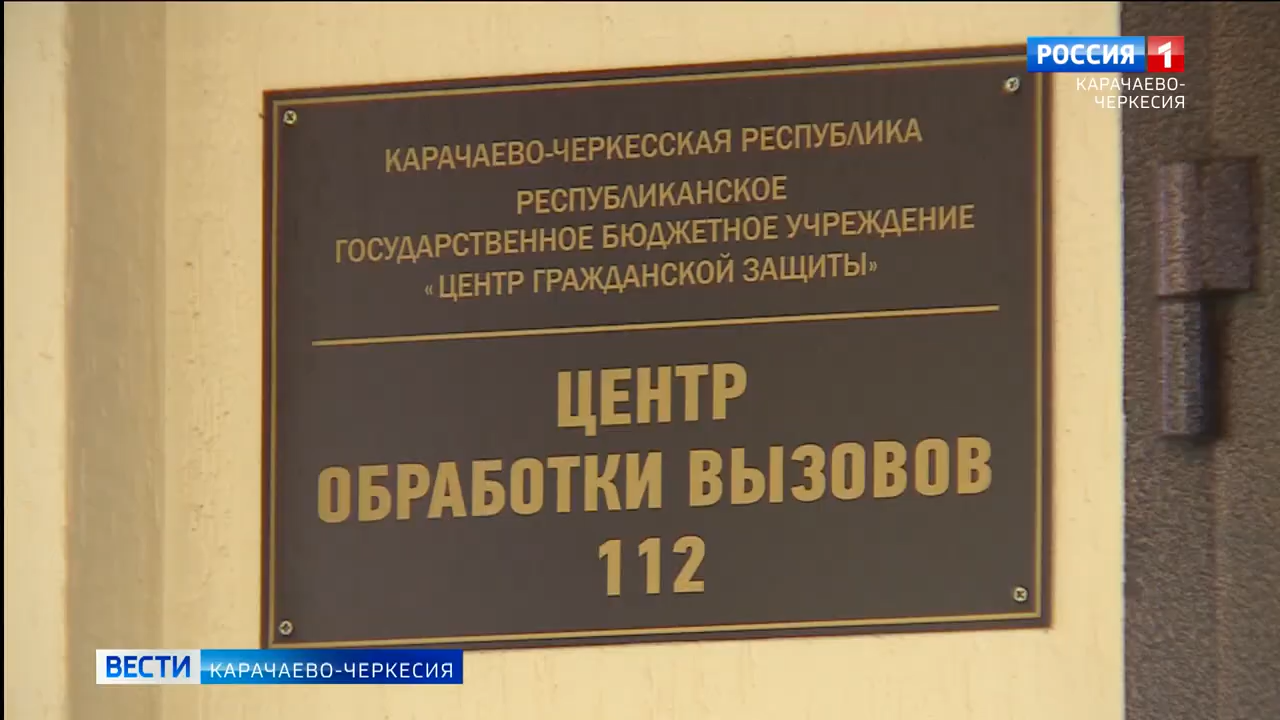 РОССИЯ 1
КАРАЧАЕВО-
ЧЕРКЕСИЯ
КАРАЧАЕВО-ЧЕРКЕССКАЯ РЕСПУБЛИКА
РЕСПУБЛИКАНСКОЕ
ГОСУДАРСТВЕННОЕ БЮДЖЕТНОЕ УЧРЕЖДЕНИЕ
«ЦЕНТР ГРАЖДАНСКОЙ ЗАЩИТЫ»
ЦЕНТР
ОБРАБОТКИ ВЫЗОВОВ
112
ВЕСТИ КАРАЧАЕВО-ЧЕРКЕСИЯ